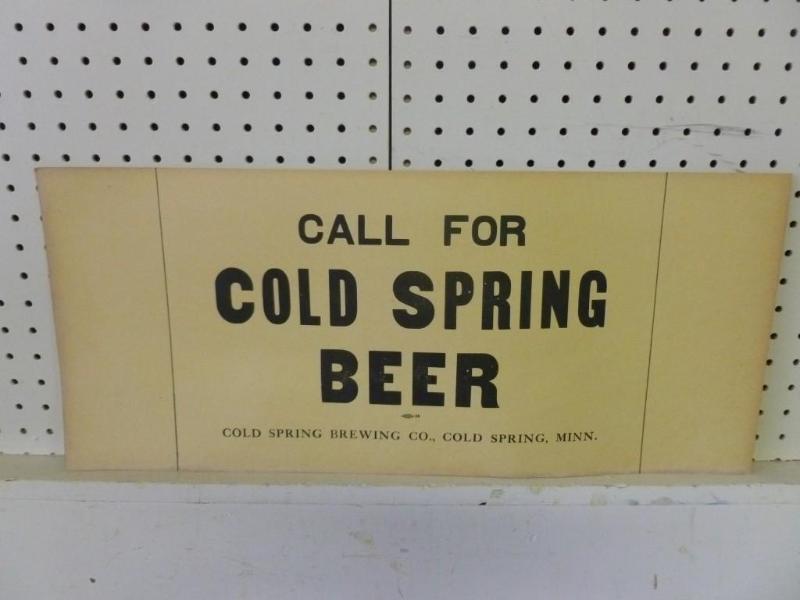 CALL FOR
COLD SPRING
BEER
COLD SPRING BREWING CO., COLD SPRING, MINN.